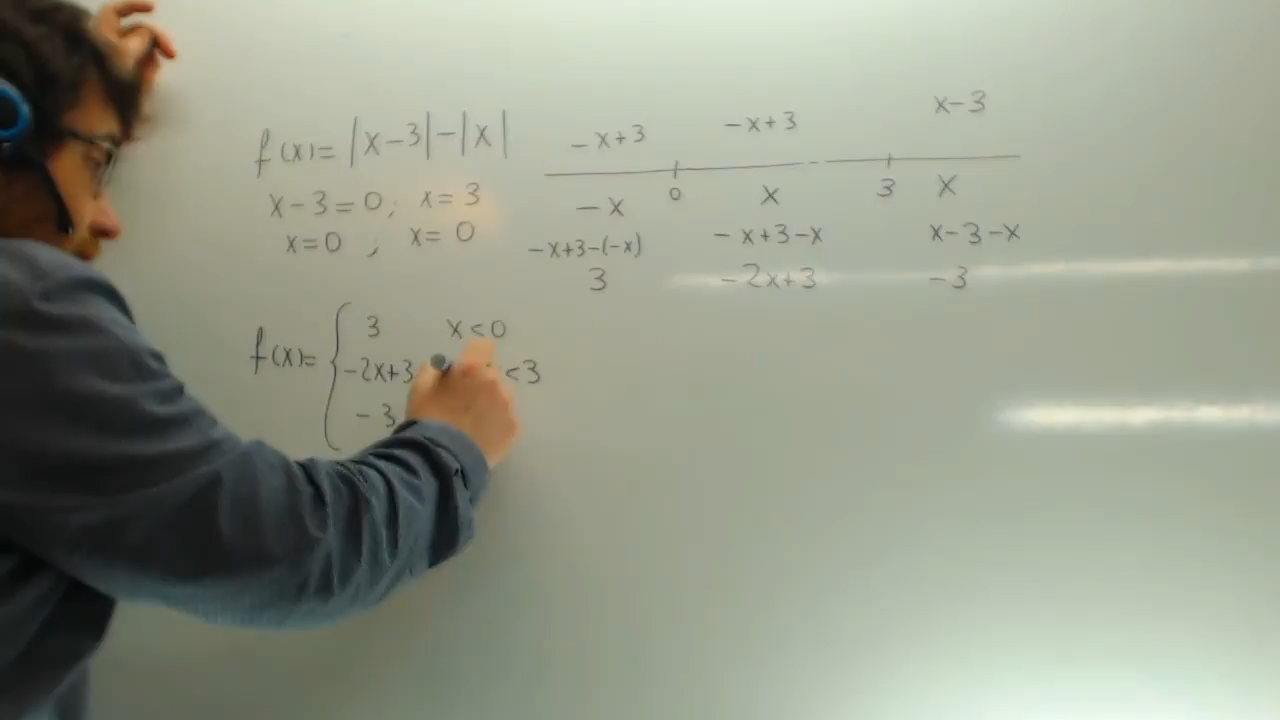 f(x)= |x-3|-|x|
x-3=0; x=3
x=0 , x=0
-x+3 -x+3 x-3
0 3
-x x x
-x+3-(-x) -x+3-x x-3-x
3 -2x+3 -3
f(x)= { 3 x<0
-2x+3 <3
-3